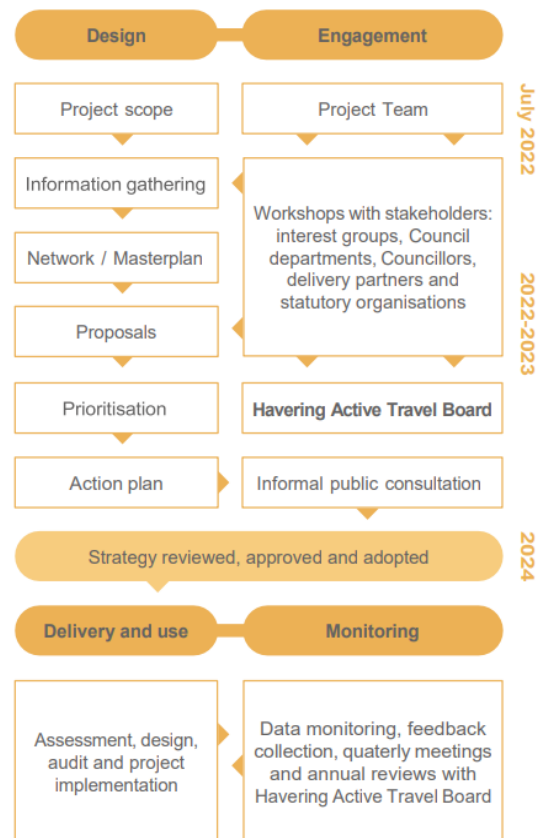 Design
Engagement
Project scope
Project Team
July 2022
Information gathering
Workshops with stakeholders:
interest groups, Council
departments, Councillors,
delivery partners and
statutory organisations
Network / Masterplan
2022-2023
Proposals
Prioritisation
Havering Active Travel Board
Action plan
Informal public consultation
2024
Strategy reviewed, approved and adopted
Delivery and use
Monitoring
Assessment, design,
audit and project
implementation
Data monitoring, feedback
collection, quaterly meetings
and annual reviews with
Havering Active Travel Board